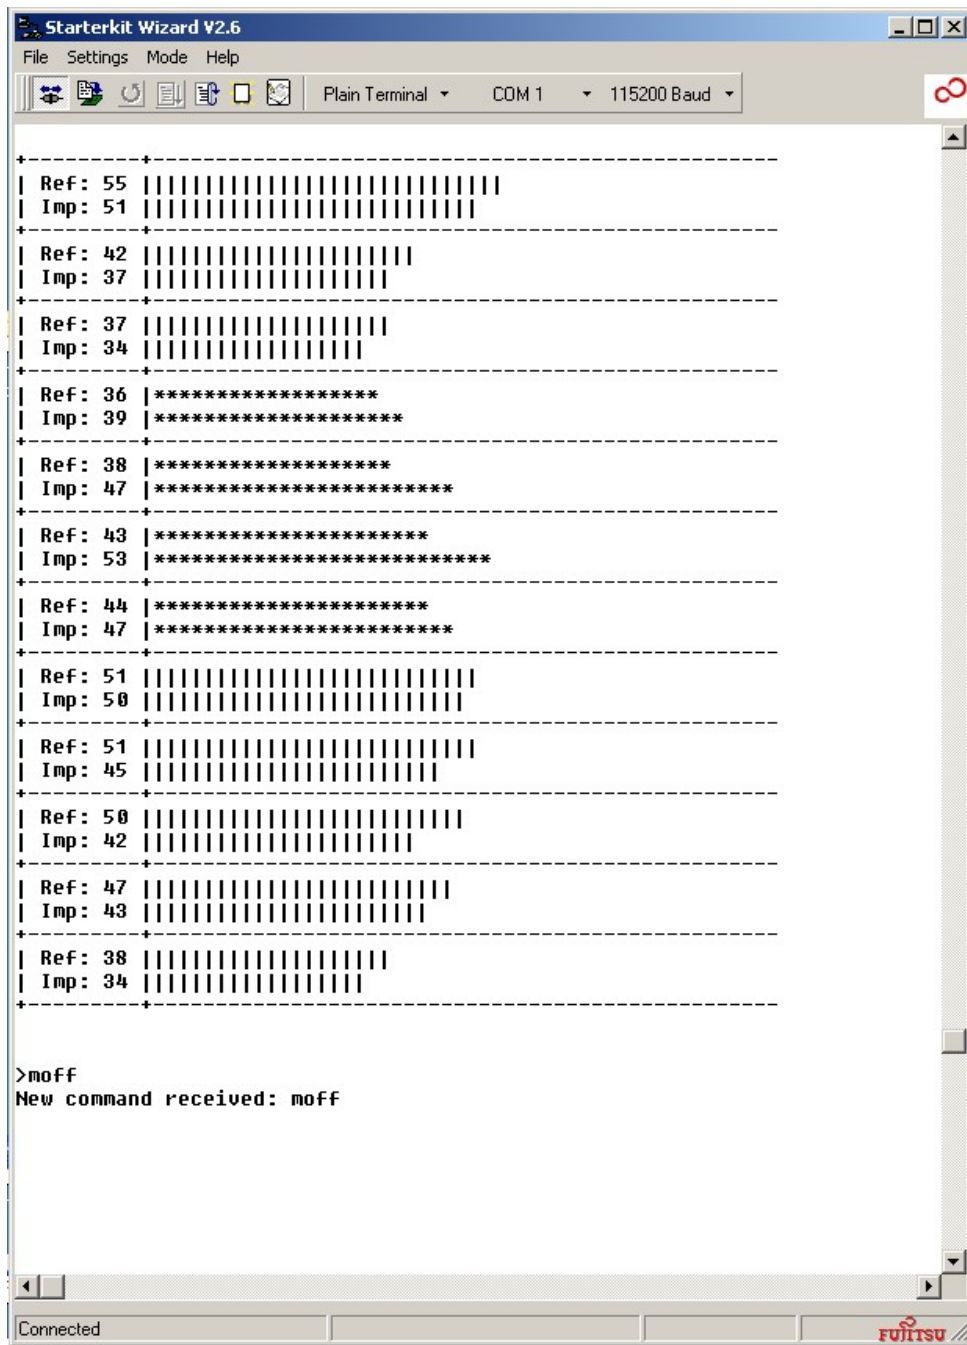 Starterkit Wizard V2.6
File Settings Mode Help
Plain Terminal COM 1 115200 Baud
+---------+--------------------------------------------------
| Ref: 55 |||||||||||||||||||||||||||||
| Imp: 51 |||||||||||||||||||||||||||
+---------+--------------------------------------------------
| Ref: 42 ||||||||||||||||||||||
| Imp: 37 ||||||||||||||||||||
+---------+--------------------------------------------------
| Ref: 37 ||||||||||||||||||||
| Imp: 34 ||||||||||||||||||
+---------+--------------------------------------------------
| Ref: 36 |******************
| Imp: 39 |********************
+---------+--------------------------------------------------
| Ref: 38 |*******************
| Imp: 47 |************************
+---------+--------------------------------------------------
| Ref: 43 |**********************
| Imp: 53 |***************************
+---------+--------------------------------------------------
| Ref: 44 |**********************
| Imp: 47 |************************
+---------+--------------------------------------------------
| Ref: 51 |||||||||||||||||||||||||||
| Imp: 50 ||||||||||||||||||||||||||
+---------+--------------------------------------------------
| Ref: 51 |||||||||||||||||||||||||||
| Imp: 45 ||||||||||||||||||||||||
+---------+--------------------------------------------------
| Ref: 50 ||||||||||||||||||||||||||
| Imp: 42 ||||||||||||||||||||||
+---------+--------------------------------------------------
| Ref: 47 |||||||||||||||||||||||||
| Imp: 43 |||||||||||||||||||||||
+---------+--------------------------------------------------
| Ref: 38 ||||||||||||||||||||
| Imp: 34 ||||||||||||||||||
+---------+--------------------------------------------------
>moff
New command received: moff
Connected
FUJITSU